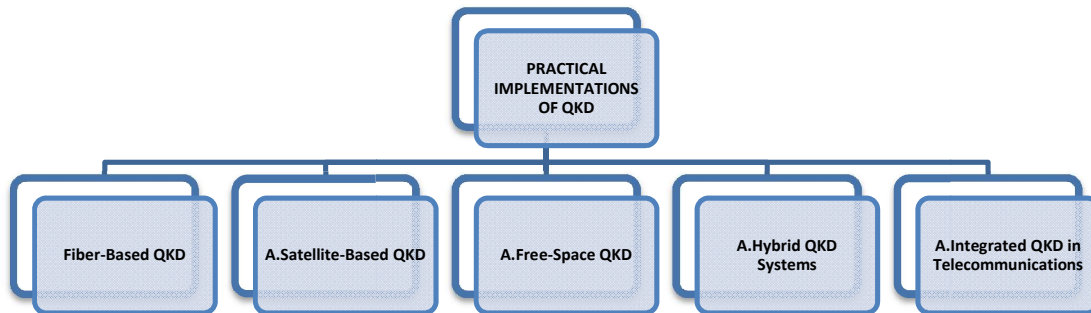 PRACTICAL
IMPLEMENTATIONS
OF QKD
Fiber-Based QKD
A.Satellite-Based QKD
A.Free-Space QKD
A.Hybrid QKD
Systems
A.Integrated QKD in
Telecommunications